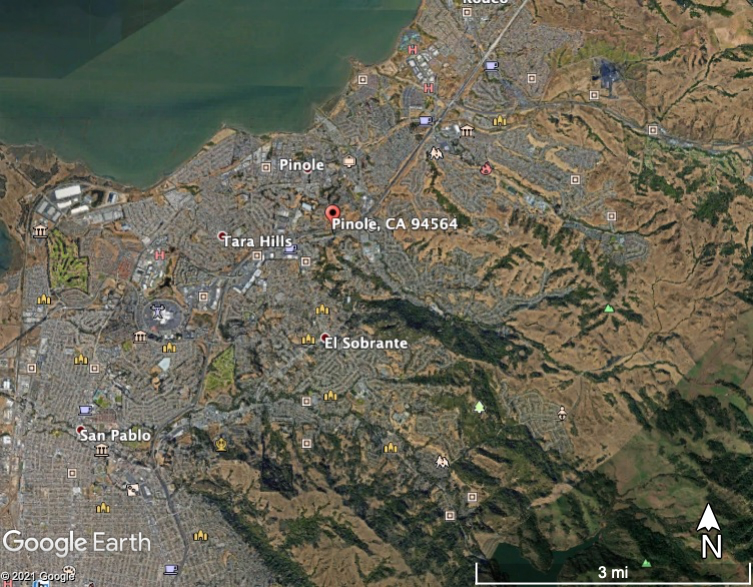 Rodeo
Pinole
Pinole, CA 94564
Tara Hills
El Sobrante
San Pablo
Google Earth
N
3 mi
© 2021 Google